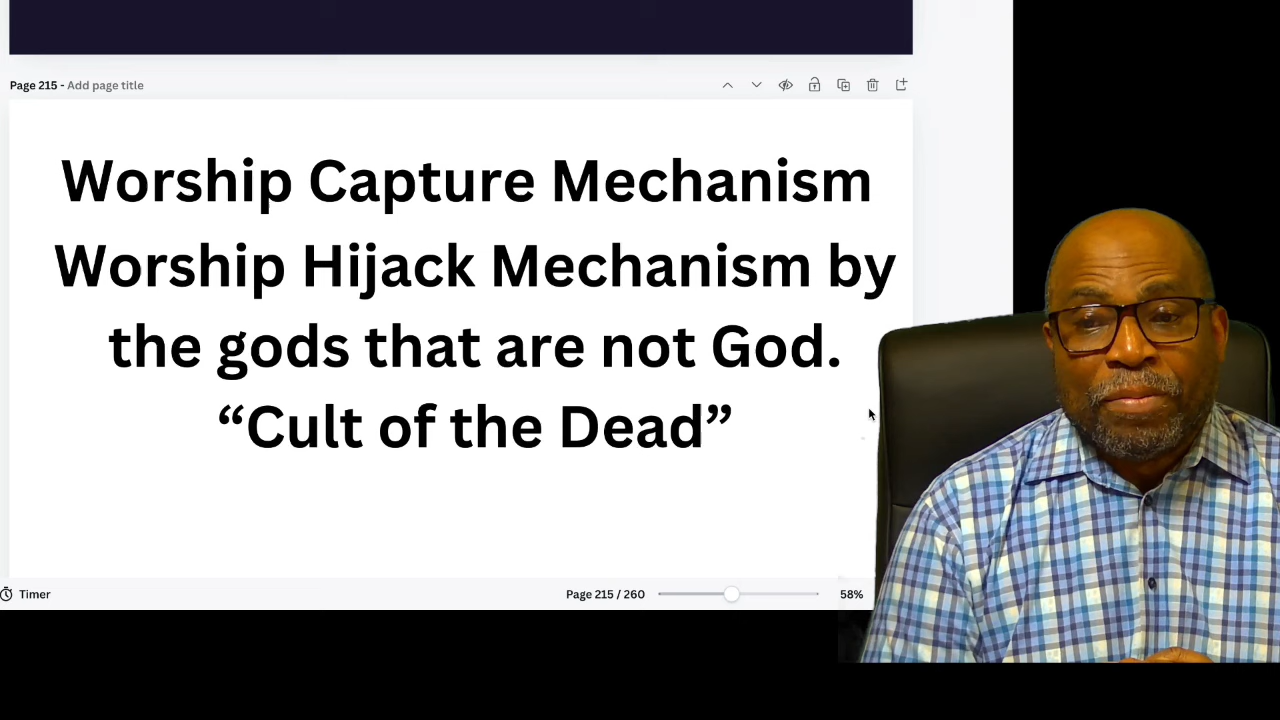 Page 215 - Add page title
Worship Capture Mechanism
Worship Hijack Mechanism by
the gods that are not God.
“Cult of the Dead”
Timer
Page 215 / 260
58%